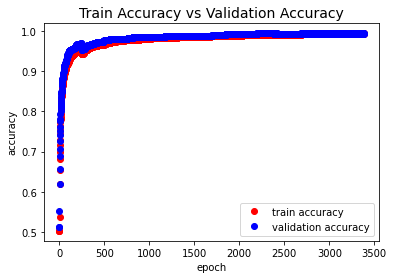 Train Accuracy vs Validation Accuracy
1.0
0.9
0.8
0.7
0.6
0.5
accuracy
train accuracy
validation accuracy
0 500 1000 1500 2000 2500 3000 3500
epoch